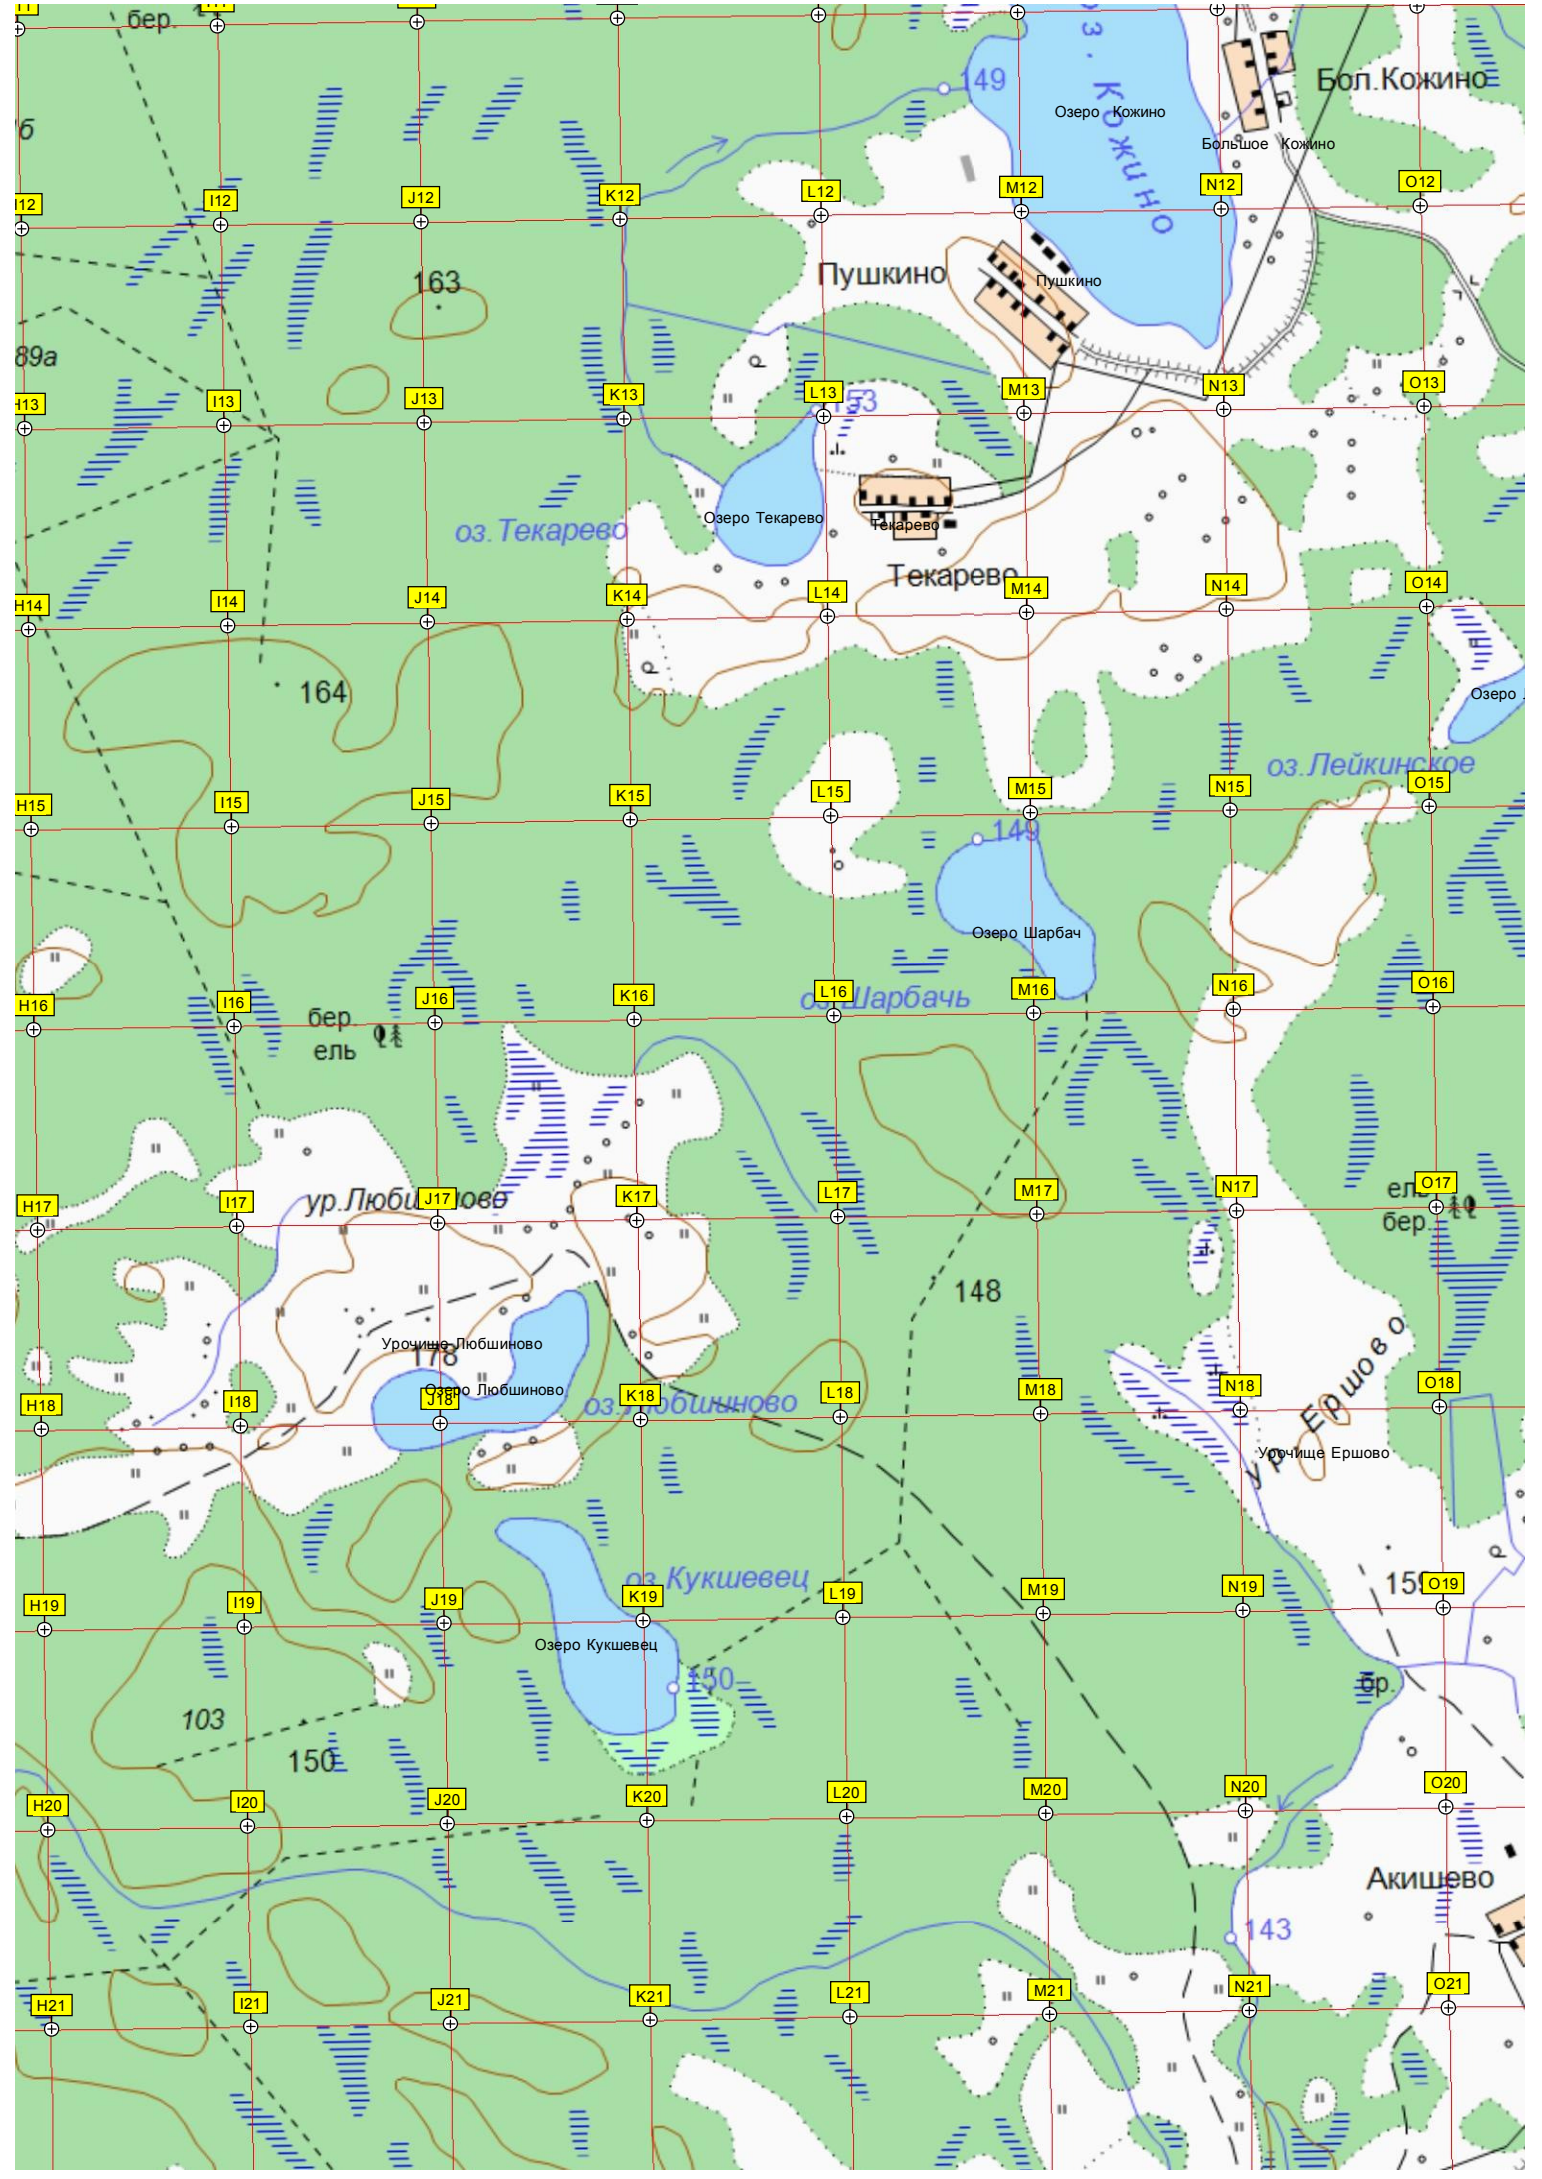 бер.
149
оз. Кожино
Озеро Кожино
Бол.Кожино
Большое Кожино
I12
J12
K12
L12
M12
N12
O12
163
Пушкино
Пушкино
89а
H13
I13
J13
K13
L13
153
M13
N13
O13
оз.Текарево
Озеро Текарево
Текарево
Текарево
H14
I14
J14
K14
L14
M14
N14
O14
164
Озеро
оз.Лейкинское
H15
I15
J15
K15
L15
M15
N15
O15
149
Озеро Шарбач
оз.Шарбачь
H16
I16
J16
K16
L16
M16
N16
O16
бер.
ель
ур.Любшиново
H17
I17
J17
K17
L17
M17
N17
O17
ель
бер.
148
Урочище Любшиново
178
Озеро Любшиново
оз.Любшиново
H18
I18
J18
K18
L18
M18
N18
O18
ур. Ершово
Урочище Ершово
оз.Кукшевец
H19
I19
J19
K19
L19
M19
N19
159
O19
Озеро Кукшевец
150
бр.
103
150
H20
I20
J20
K20
L20
M20
N20
O20
Акишево
143
H21
I21
J21
K21
L21
M21
N21
O21